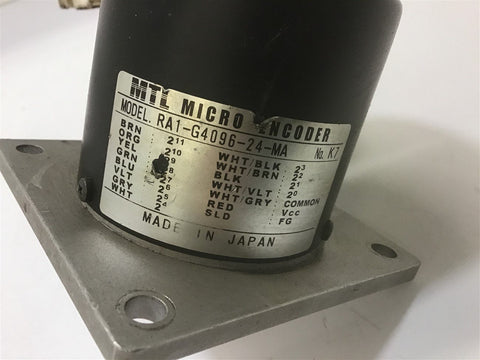 MTL MICRO ENCODER
MODEL. RA1-G4096-24-MA No. K7
BRN 2¹¹ WHT/BLK 2³
ORG 2¹⁰ WHT/BRN 2²
YEL 2⁹ BLK 2¹
GRN 2⁸ WHT/VLT 2⁰
BLU WHT/GRY COMMON
VLT 2⁶ RED Vcc
GRY 2⁵ SLD FG
WHT 2⁴
MADE IN JAPAN